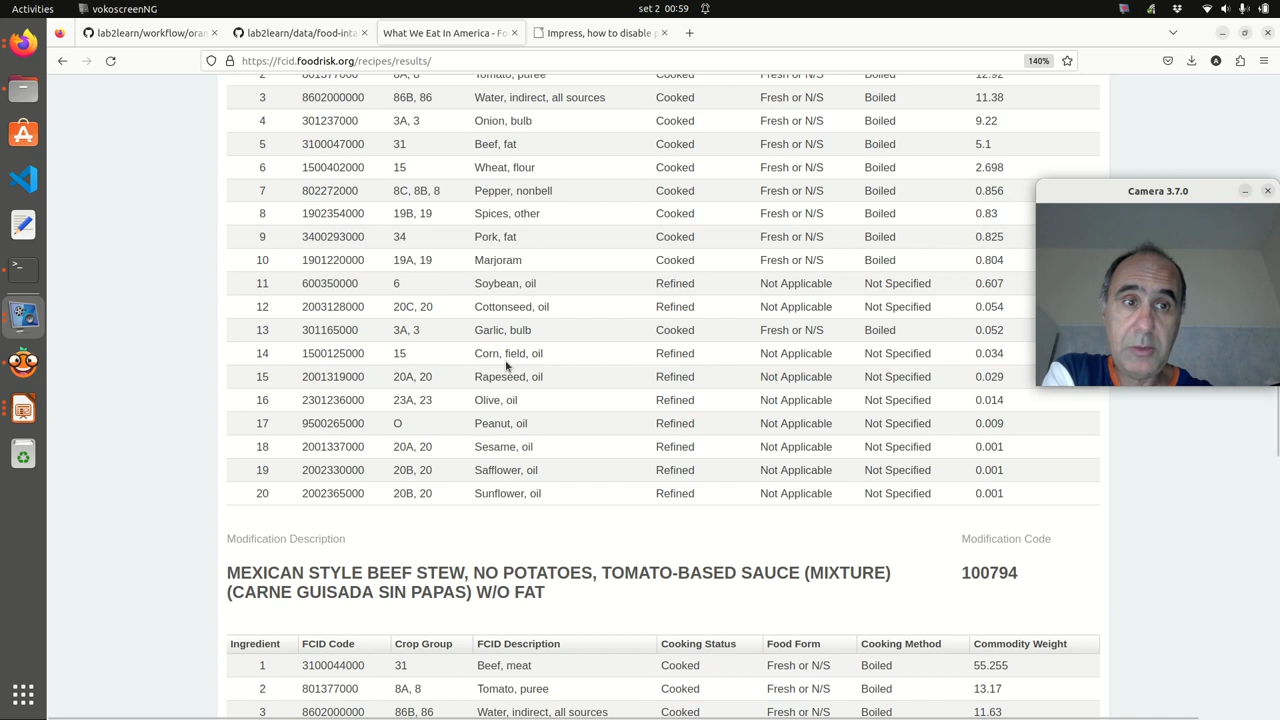 Activities
vokoscreenNG
set 2 00:59
lab2learn/workflow/oran
lab2learn/data/food-inta
What We Eat In America - Fo
Impress, how to disable p
https://fcid.foodrisk.org/recipes/results/
140%
2 801377000 8A, 8 Tomato, puree Cooked Fresh or N/S Boiled 12.92
3 8602000000 86B, 86 Water, indirect, all sources Cooked Fresh or N/S Boiled 11.38
4 301237000 3A, 3 Onion, bulb Cooked Fresh or N/S Boiled 9.22
5 3100047000 31 Beef, fat Cooked Fresh or N/S Boiled 5.1
6 1500402000 15 Wheat, flour Cooked Fresh or N/S Boiled 2.698
7 802272000 8C, 8B, 8 Pepper, nonbell Cooked Fresh or N/S Boiled 0.856
8 1902354000 19B, 19 Spices, other Cooked Fresh or N/S Boiled 0.83
9 3400293000 34 Pork, fat Cooked Fresh or N/S Boiled 0.825
10 1901220000 19A, 19 Marjoram Cooked Fresh or N/S Boiled 0.804
11 600350000 6 Soybean, oil Refined Not Applicable Not Specified 0.607
12 2003128000 20C, 20 Cottonseed, oil Refined Not Applicable Not Specified 0.054
13 301165000 3A, 3 Garlic, bulb Cooked Fresh or N/S Boiled 0.052
14 1500125000 15 Corn, field, oil Refined Not Applicable Not Specified 0.034
15 2001319000 20A, 20 Rapeseed, oil Refined Not Applicable Not Specified 0.029
16 2301236000 23A, 23 Olive, oil Refined Not Applicable Not Specified 0.014
17 9500265000 O Peanut, oil Refined Not Applicable Not Specified 0.009
18 2001337000 20A, 20 Sesame, oil Refined Not Applicable Not Specified 0.001
19 2002330000 20B, 20 Safflower, oil Refined Not Applicable Not Specified 0.001
20 2002365000 20B, 20 Sunflower, oil Refined Not Applicable Not Specified 0.001
Camera 3.7.0
Modification Description Modification Code
MEXICAN STYLE BEEF STEW, NO POTATOES, TOMATO-BASED SAUCE (MIXTURE) 100794
(CARNE GUISADA SIN PAPAS) W/O FAT
Ingredient FCID Code Crop Group FCID Description Cooking Status Food Form Cooking Method Commodity Weight
1 3100044000 31 Beef, meat Cooked Fresh or N/S Boiled 55.255
2 801377000 8A, 8 Tomato, puree Cooked Fresh or N/S Boiled 13.17
3 8602000000 86B, 86 Water, indirect, all sources Cooked Fresh or N/S Boiled 11.63